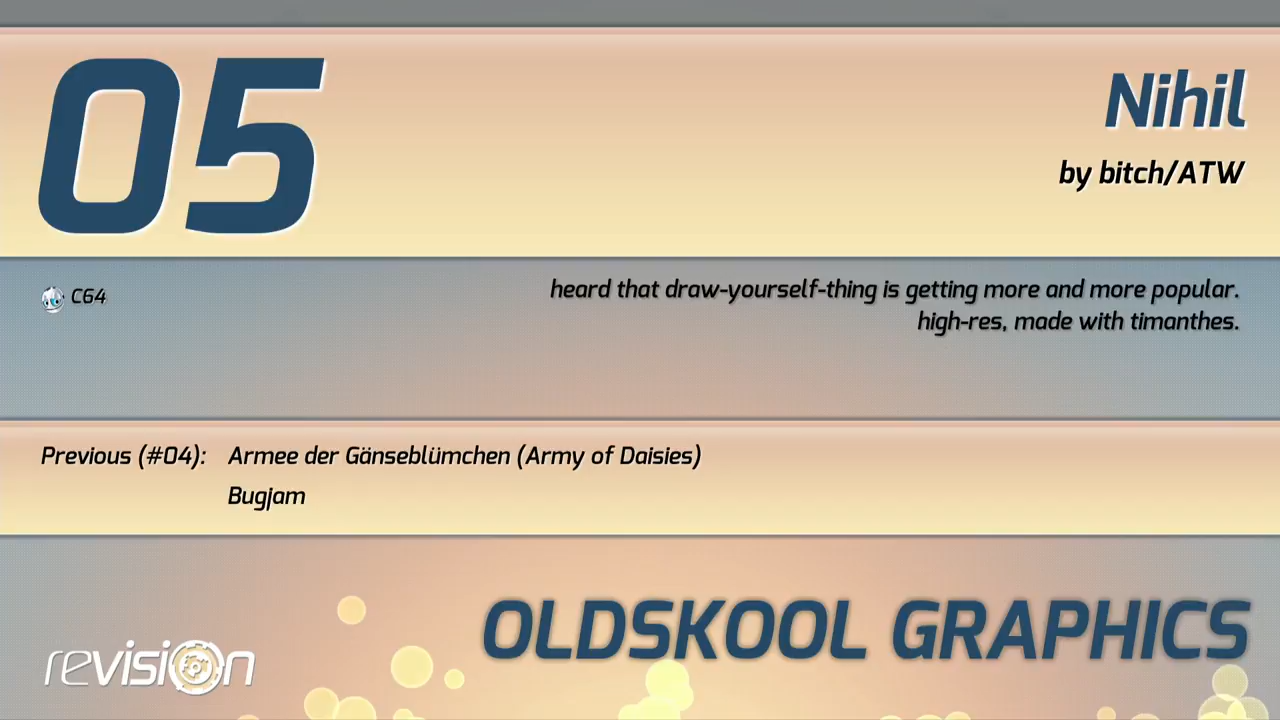 05
Nihil
by bitch/ATW
C64
heard that draw-yourself-thing is getting more and more popular.
high-res, made with timanthes.
Previous (#04): Armee der Gänseblümchen (Army of Daisies)
Bugjam
OLDSKOOL GRAPHICS
revision